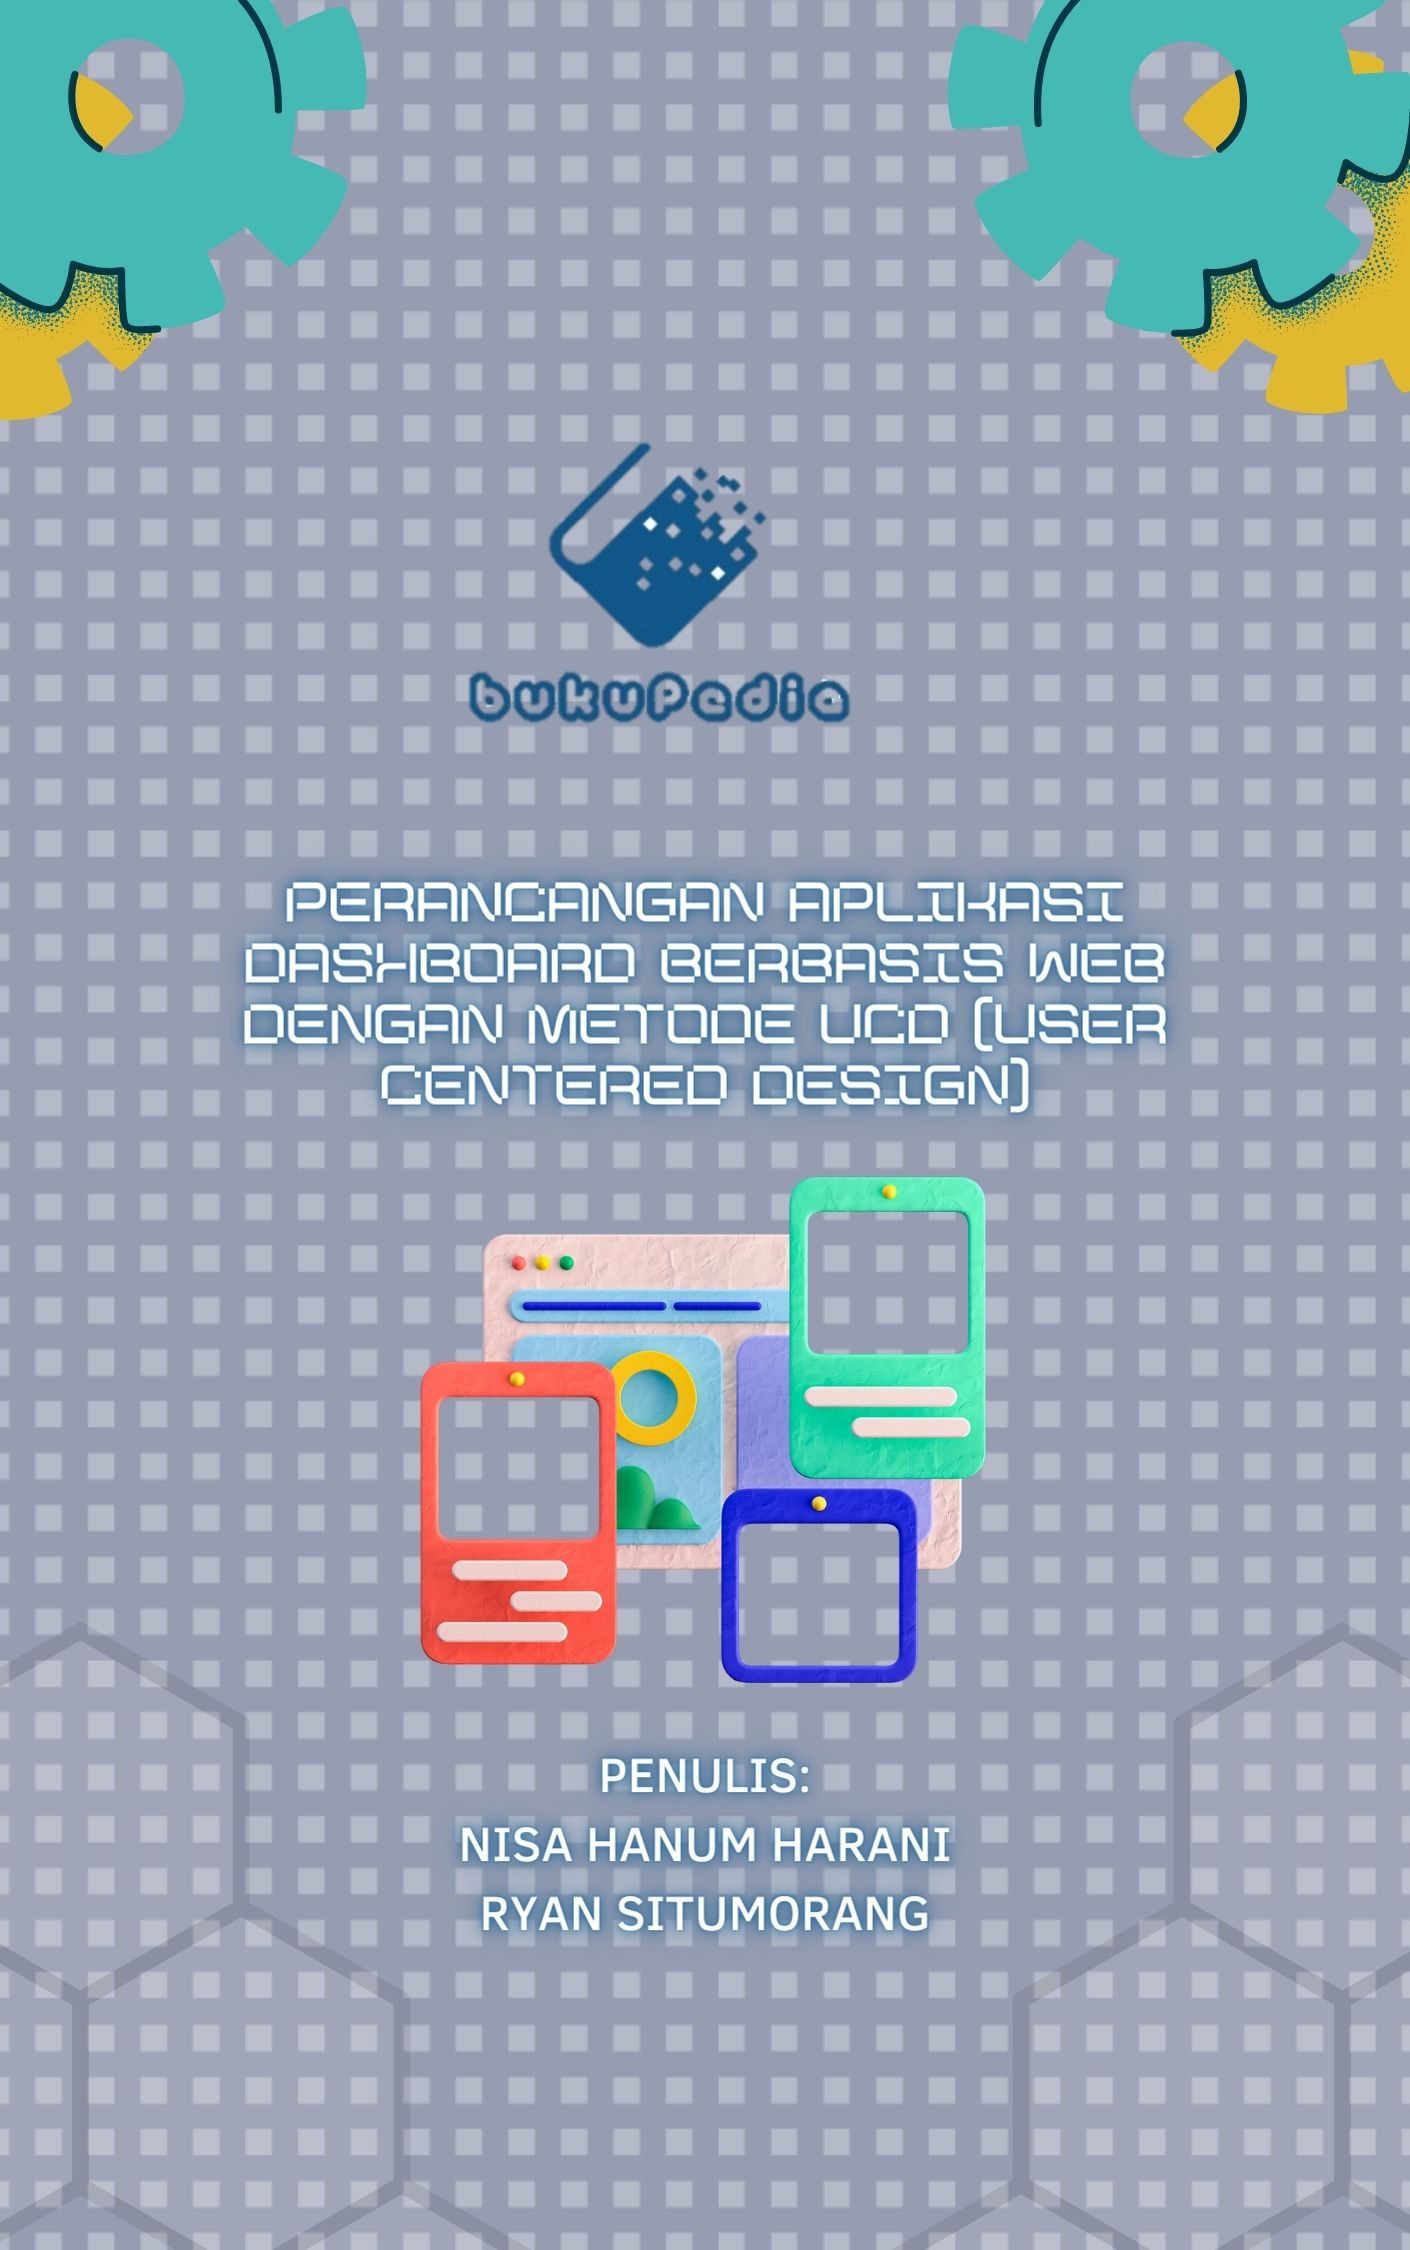 bukuPedia
PERANCANGAN APLIKASI
DASHBOARD BERBASIS WEB
DENGAN METODE UCD (USER
CENTERED DESIGN)
PENULIS:
NISA HANUM HARANI
RYAN SITUMORANG